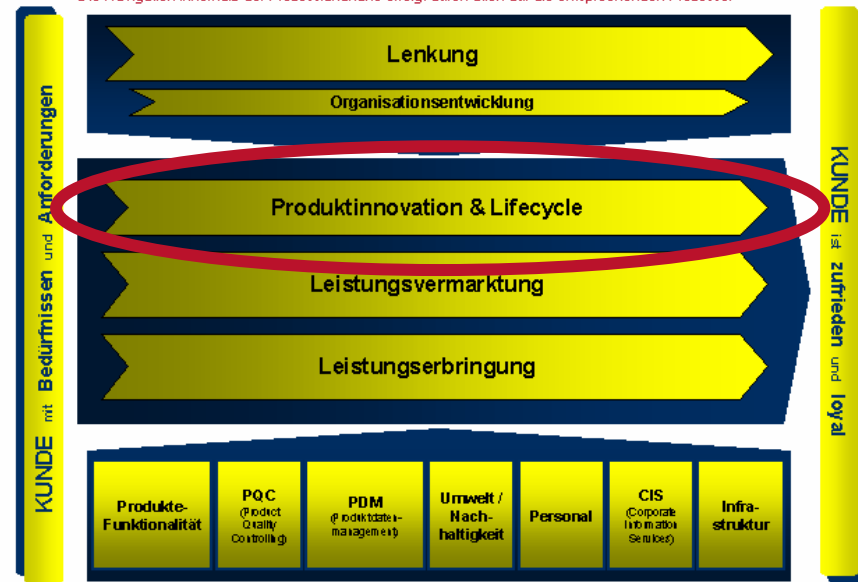 Lenkung
Organisationsentwicklung
KUNDE mit Bedürfnissen und Anforderungen
Produktinnovation & Lifecycle
Leistungsvermarktung
Leistungserbringung
KUNDE ist zufrieden und loyal
Produkte-
Funktionalität
PQC
(Product
Quality
Controlling)
PDM
(Produktdaten-
management)
Umwelt /
Nach-
haltigkeit
Personal
CIS
(Corporate
Information
Services)
Infra-
struktur